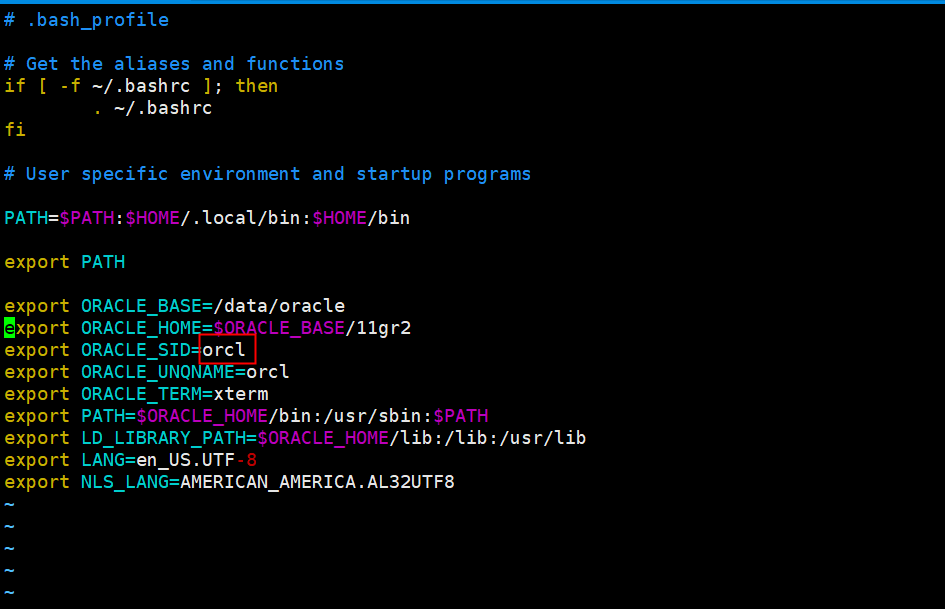 # .bash_profile
# Get the aliases and functions
if [ -f ~/.bashrc ]; then
        . ~/.bashrc
fi
# User specific environment and startup programs
PATH=$PATH:$HOME/.local/bin:$HOME/bin
export PATH
export ORACLE_BASE=/data/oracle
export ORACLE_HOME=$ORACLE_BASE/11gr2
export ORACLE_SID=orcl
export ORACLE_UNQNAME=orcl
export ORACLE_TERM=xterm
export PATH=$ORACLE_HOME/bin:/usr/sbin:$PATH
export LD_LIBRARY_PATH=$ORACLE_HOME/lib:/lib:/usr/lib
export LANG=en_US.UTF-8
export NLS_LANG=AMERICAN_AMERICA.AL32UTF8
~
~
~
~
~